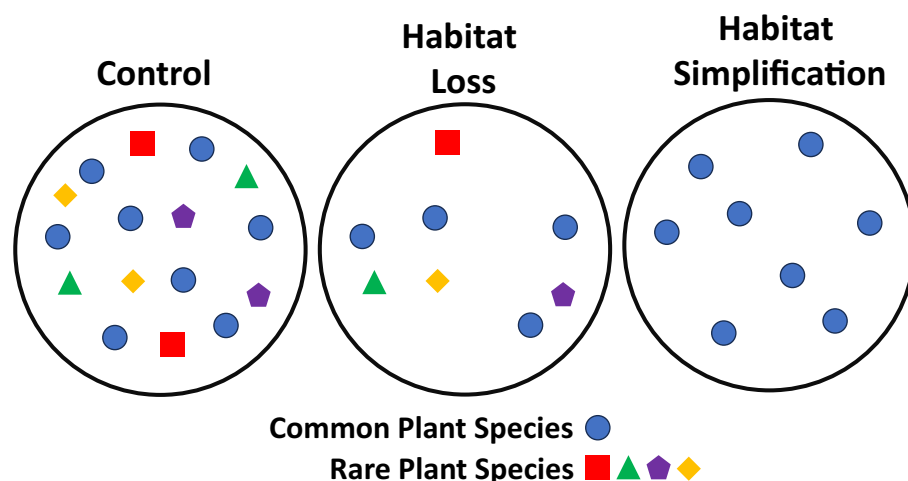 Control
Habitat
Loss
Habitat
Simplification
Common Plant Species
Rare Plant Species